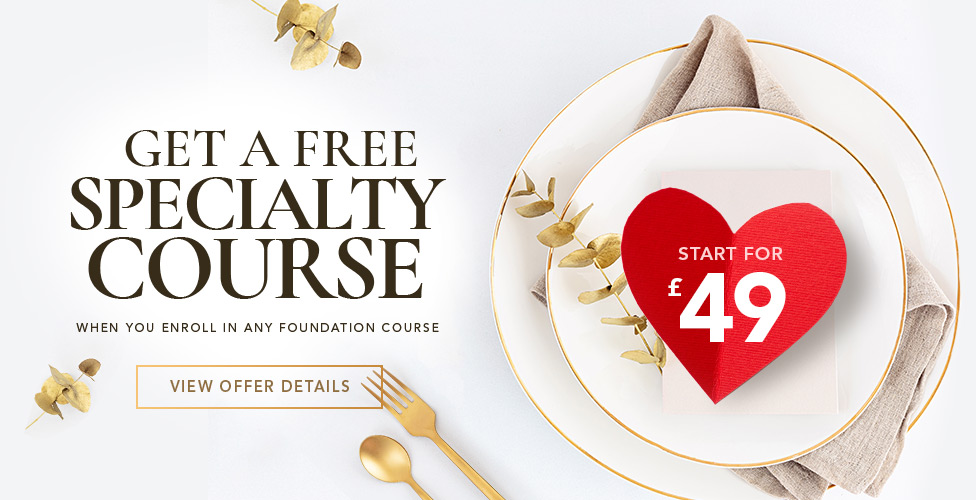 GET A FREE
SPECIALTY
COURSE
WHEN YOU ENROLL IN ANY FOUNDATION COURSE
VIEW OFFER DETAILS
START FOR
£49